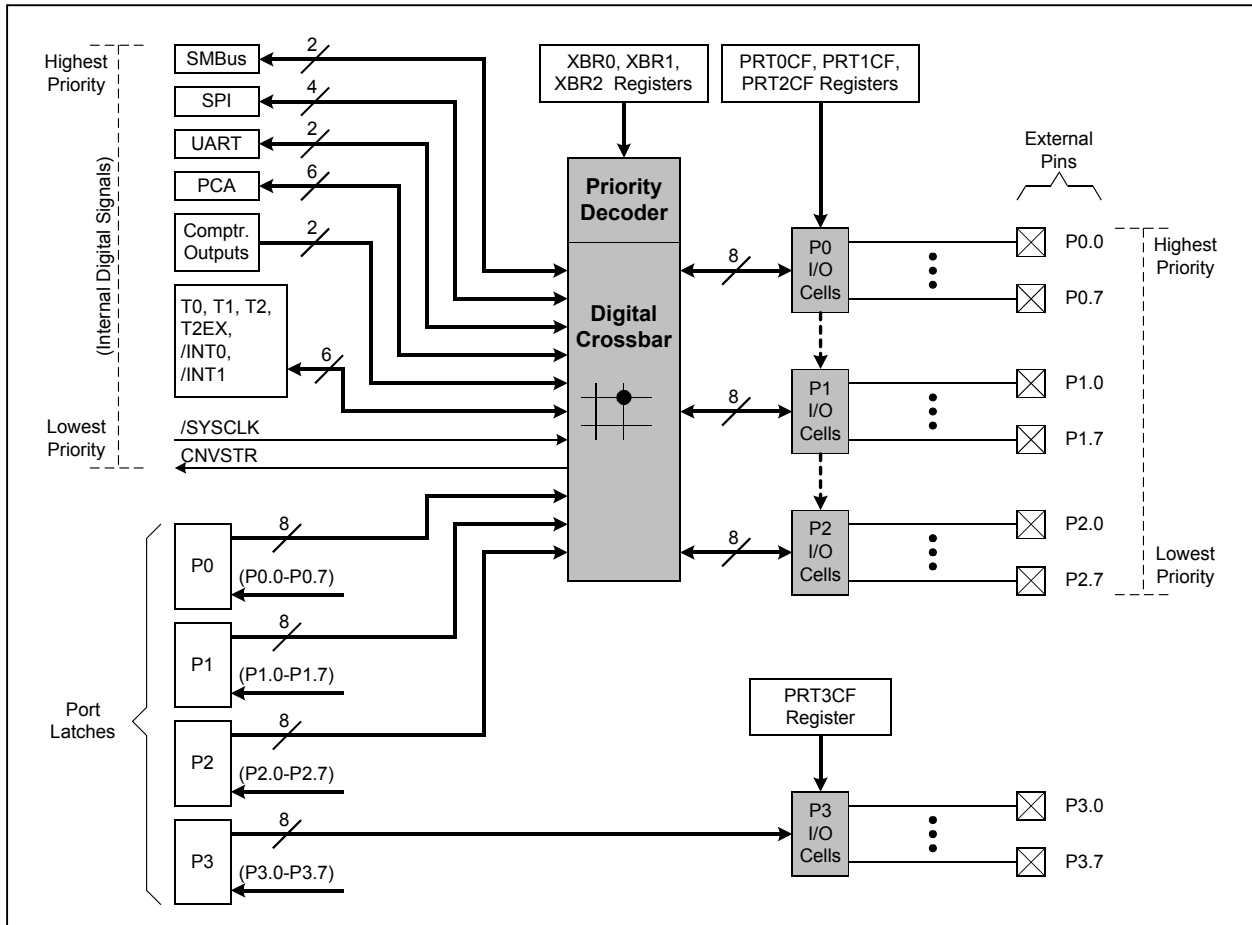 Highest
Priority
(Internal Digital Signals)
Lowest
Priority
SMBus
2
SPI
4
UART
2
PCA
6
Comptr.
Outputs
2
T0, T1, T2,
T2EX,
/INT0,
/INT1
6
/SYSCLK
CNVSTR
XBR0, XBR1,
XBR2 Registers
PRT0CF, PRT1CF,
PRT2CF Registers
Priority
Decoder
Digital
Crossbar
External
Pins
8
P0
I/O
Cells
P0.0
P0.7
Highest
Priority
8
P1
I/O
Cells
P1.0
P1.7
8
P2
I/O
Cells
P2.0
P2.7
Lowest
Priority
Port
Latches
P0
8
(P0.0-P0.7)
P1
8
(P1.0-P1.7)
P2
8
(P2.0-P2.7)
P3
8
(P3.0-P3.7)
PRT3CF
Register
P3
I/O
Cells
P3.0
P3.7